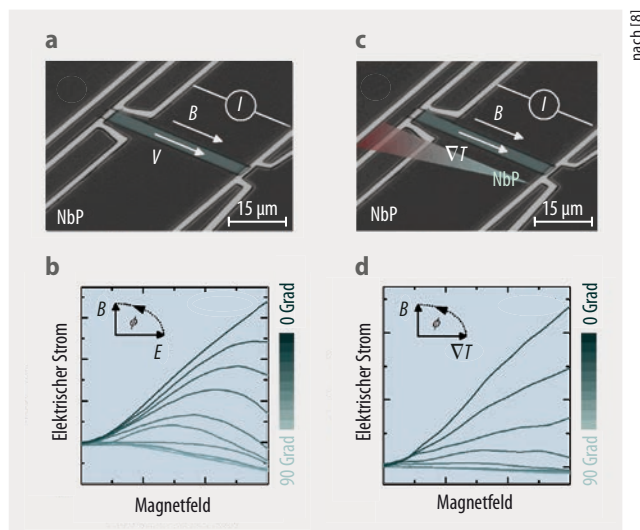 nach [8]
a
B
I
V
NbP
15 µm
c
B
I
∇T
NbP
NbP
15 µm
b
B
ϕ
E
Elektrischer Strom
Magnetfeld
0 Grad
90 Grad
d
B
ϕ
∇T
Elektrischer Strom
Magnetfeld
0 Grad
90 Grad